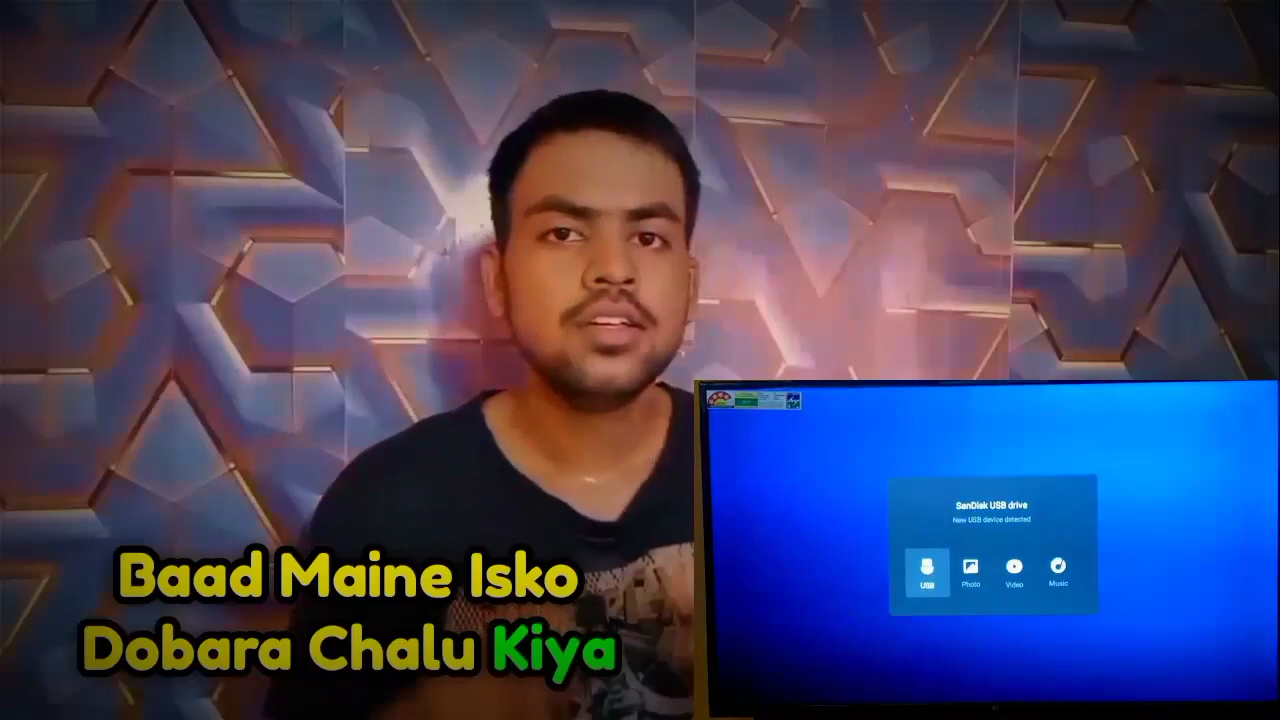 Baad Maine Isko
Dobara Chalu Kiya
SanDisk USB drive
New USB device detected
USB
Photo
Video
Music